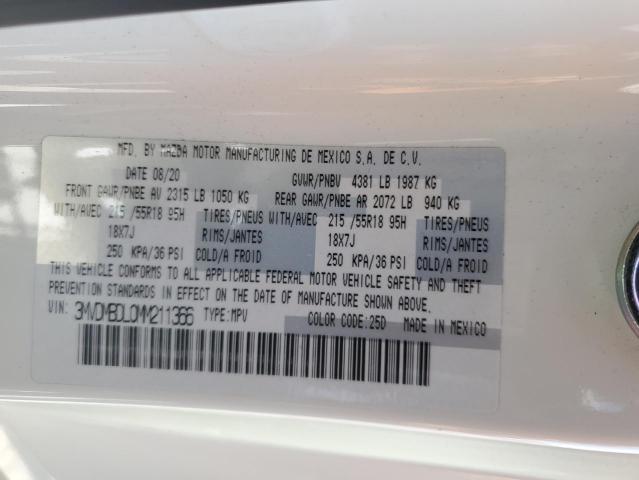 MFD. BY MAZDA MOTOR MANUFACTURING DE MEXICO S.A. DE C.V.
DATE 08/20 GVWR/PNBV 4381 LB 1987 KG
FRONT GAWR/PNBE AV 2315 LB 1050 KG REAR GAWR/PNBE AR 2072 LB 940 KG
WITH/AVEC 215 /55R18 95H TIRES/PNEUS WITH/AVEC 215 /55R18 95H TIRES/PNEUS
18X7J RIMS/JANTES 18X7J RIMS/JANTES
250 KPA/36 PSI COLD/A FROID 250 KPA/36 PSI COLD/A FROID
THIS VEHICLE CONFORMS TO ALL APPLICABLE FEDERAL MOTOR VEHICLE SAFETY AND THEFT
PREVENTION STANDARDS IN EFFECT ON THE DATE OF MANUFACTURE SHOWN ABOVE.
VIN: 3MVDMBDL0MM211366 TYPE:MPV COLOR CODE:25D MADE IN MEXICO